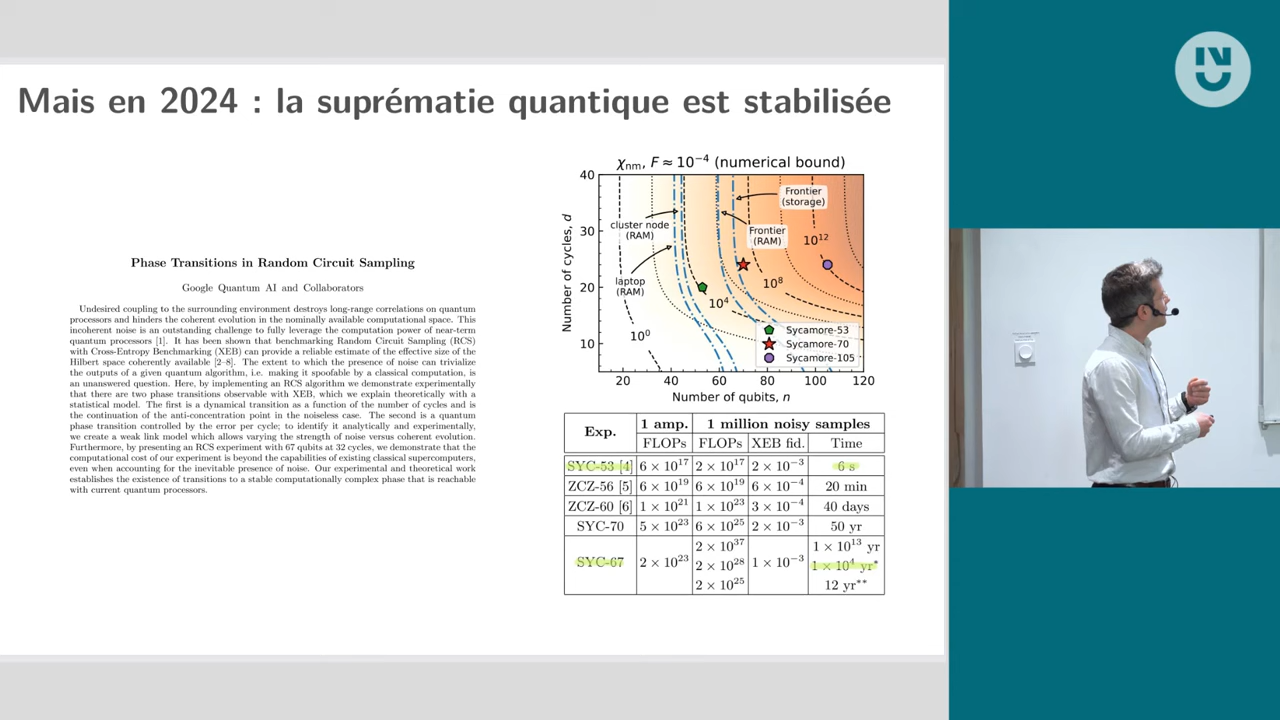 Mais en 2024 : la suprématie quantique est stabilisée
Phase Transitions in Random Circuit Sampling
Google Quantum AI and Collaborators
Undesired coupling to the surrounding environment destroys long-range correlations on quantum
processors and hinders the coherent evolution in the nominally available computational space. This
incoherent noise is an outstanding challenge to fully leverage the computation power of near-term
quantum processors [1]. It has been shown that benchmarking Random Circuit Sampling (RCS)
with Cross-Entropy Benchmarking (XEB) can provide a reliable estimate of the effective size of the
Hilbert space coherently available [2–8]. The extent to which the presence of noise can trivialize
the outputs of a given quantum algorithm, i.e. making it spoofable by a classical computation, is
an unanswered question. Here, by implementing an RCS algorithm we demonstrate experimentally
that there are two phase transitions observable with XEB, which we explain theoretically with a
statistical model. The first is a dynamical transition as a function of the number of cycles and is
the continuation of the anti-concentration point in the noiseless case. The second is a quantum
phase transition controlled by the error per cycle; to identify it analytically and experimentally,
we create a weak link model which allows varying the strength of noise versus coherent evolution.
Furthermore, by presenting an RCS experiment with 67 qubits at 32 cycles, we demonstrate that the
computational cost of our experiment is beyond the capabilities of existing classical supercomputers,
even when accounting for the inevitable presence of noise. Our experimental and theoretical work
establishes the existence of transitions to a stable computationally complex phase that is reachable
with current quantum processors.
χnm, F ≈ 10⁻⁴ (numerical bound)
Number of cycles, d
40
30
20
10
cluster node
(RAM)
laptop
(RAM)
Frontier
(storage)
Frontier
(RAM)
10⁰
10⁴
10⁸
10¹²
Sycamore-53
Sycamore-70
Sycamore-105
20 40 60 80 100 120
Number of qubits, n
Exp. 1 amp. 1 million noisy samples
FLOPs FLOPs XEB fid. Time
SYC-53 [4] 6 × 10¹⁷ 2 × 10¹⁷ 2 × 10⁻³ 6 s
ZCZ-56 [5] 6 × 10¹⁹ 6 × 10¹⁹ 6 × 10⁻⁴ 20 min
ZCZ-60 [6] 1 × 10²¹ 1 × 10²³ 3 × 10⁻⁴ 40 days
SYC-70 5 × 10²³ 6 × 10²⁵ 2 × 10⁻³ 50 yr
2 × 10³⁷ 1 × 10¹³ yr
SYC-67 2 × 10²³ 2 × 10²⁸ 1 × 10⁻³ 1 × 10⁴ yr*
2 × 10²⁵ 12 yr**